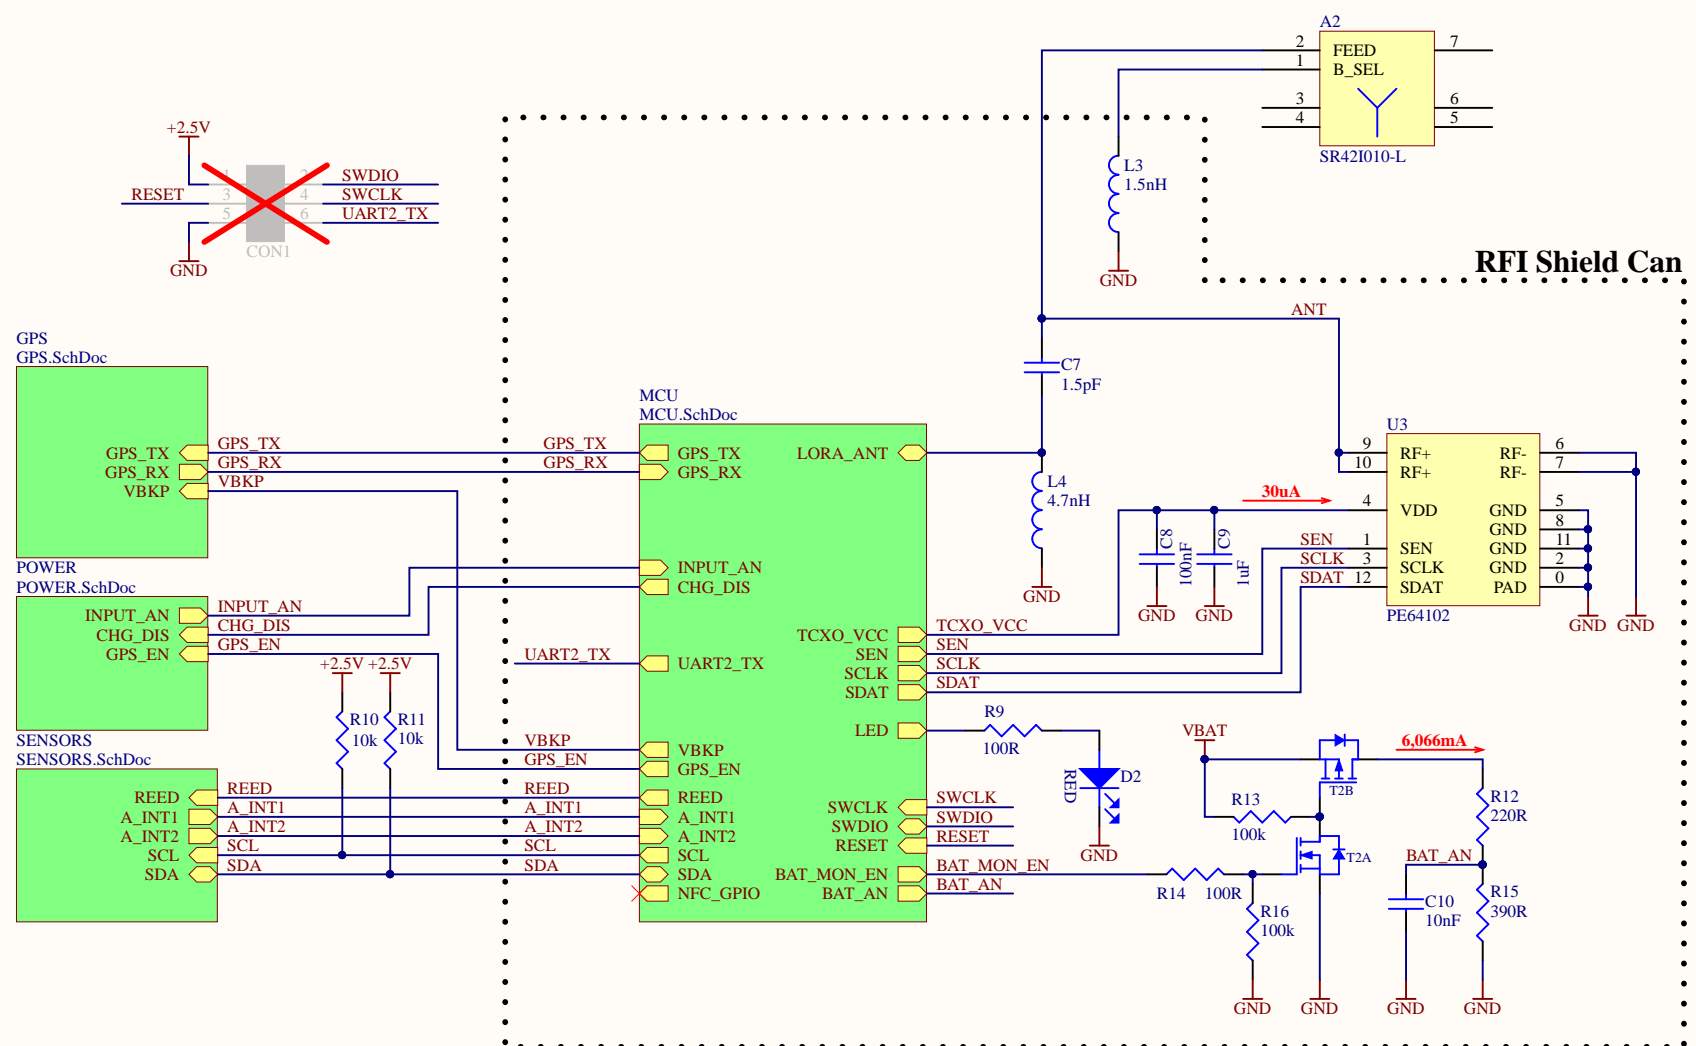 A2
2 FEED 7
1 B_SEL
3 6
4 5
SR42I010-L
+2.5V
1 2 SWDIO
RESET 3 4 SWCLK
5 6 UART2_TX
CON1
GND
L3
1.5nH
GND
RFI Shield Can
ANT
C7
1.5pF
GPS
GPS.SchDoc
GPS_TX GPS_TX
GPS_RX GPS_RX
VBKP VBKP
POWER
POWER.SchDoc
INPUT_AN INPUT_AN
CHG_DIS CHG_DIS
GPS_EN GPS_EN
+2.5V +2.5V
R10 R11
10k 10k
SENSORS
SENSORS.SchDoc
REED REED
A_INT1 A_INT1
A_INT2 A_INT2
SCL SCL
SDA SDA
MCU
MCU.SchDoc
GPS_TX GPS_TX LORA_ANT
GPS_RX GPS_RX
INPUT_AN
CHG_DIS
TCXO_VCC TCXO_VCC
SEN SEN
UART2_TX UART2_TX SCLK SCLK
SDAT SDAT
LED
VBKP VBKP
GPS_EN GPS_EN
REED REED
A_INT1 A_INT1 SWCLK SWCLK
A_INT2 A_INT2 SWDIO SWDIO
SCL SCL RESET RESET
SDA SDA BAT_MON_EN BAT_MON_EN
NFC_GPIO BAT_AN BAT_AN
L4
4.7nH
GND
30uA
C8
100nF
C9
1uF
GND GND
U3
9 RF+ RF- 6
10 RF+ RF- 7
4 VDD GND 5
GND 8
SEN 1 SEN GND 11
SCLK 3 SCLK GND 2
SDAT 12 SDAT PAD 0
PE64102
GND GND
R9
100R
RED
D2
GND
VBAT
6,066mA
T2B
R13
100k
T2A
R12
220R
BAT_AN
R14 100R
R16
100k
C10
10nF
R15
390R
GND GND GND GND